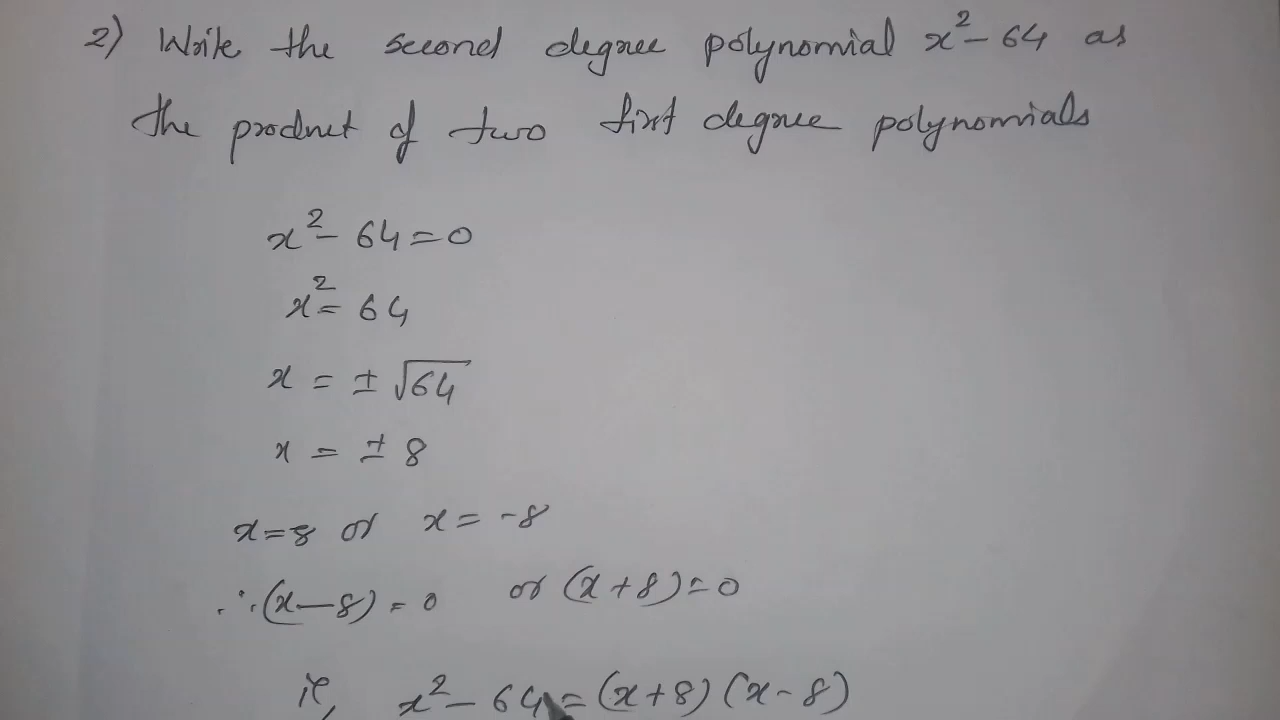 2) Write the second degree polynomial x² - 64 as
the product of two first degree polynomials
x² - 64 = 0
x² = 64
x = ± √64
x = ± 8
x = 8 or x = -8
∴ (x - 8) = 0 or (x + 8) = 0
ie, x² - 64 = (x + 8) (x - 8)